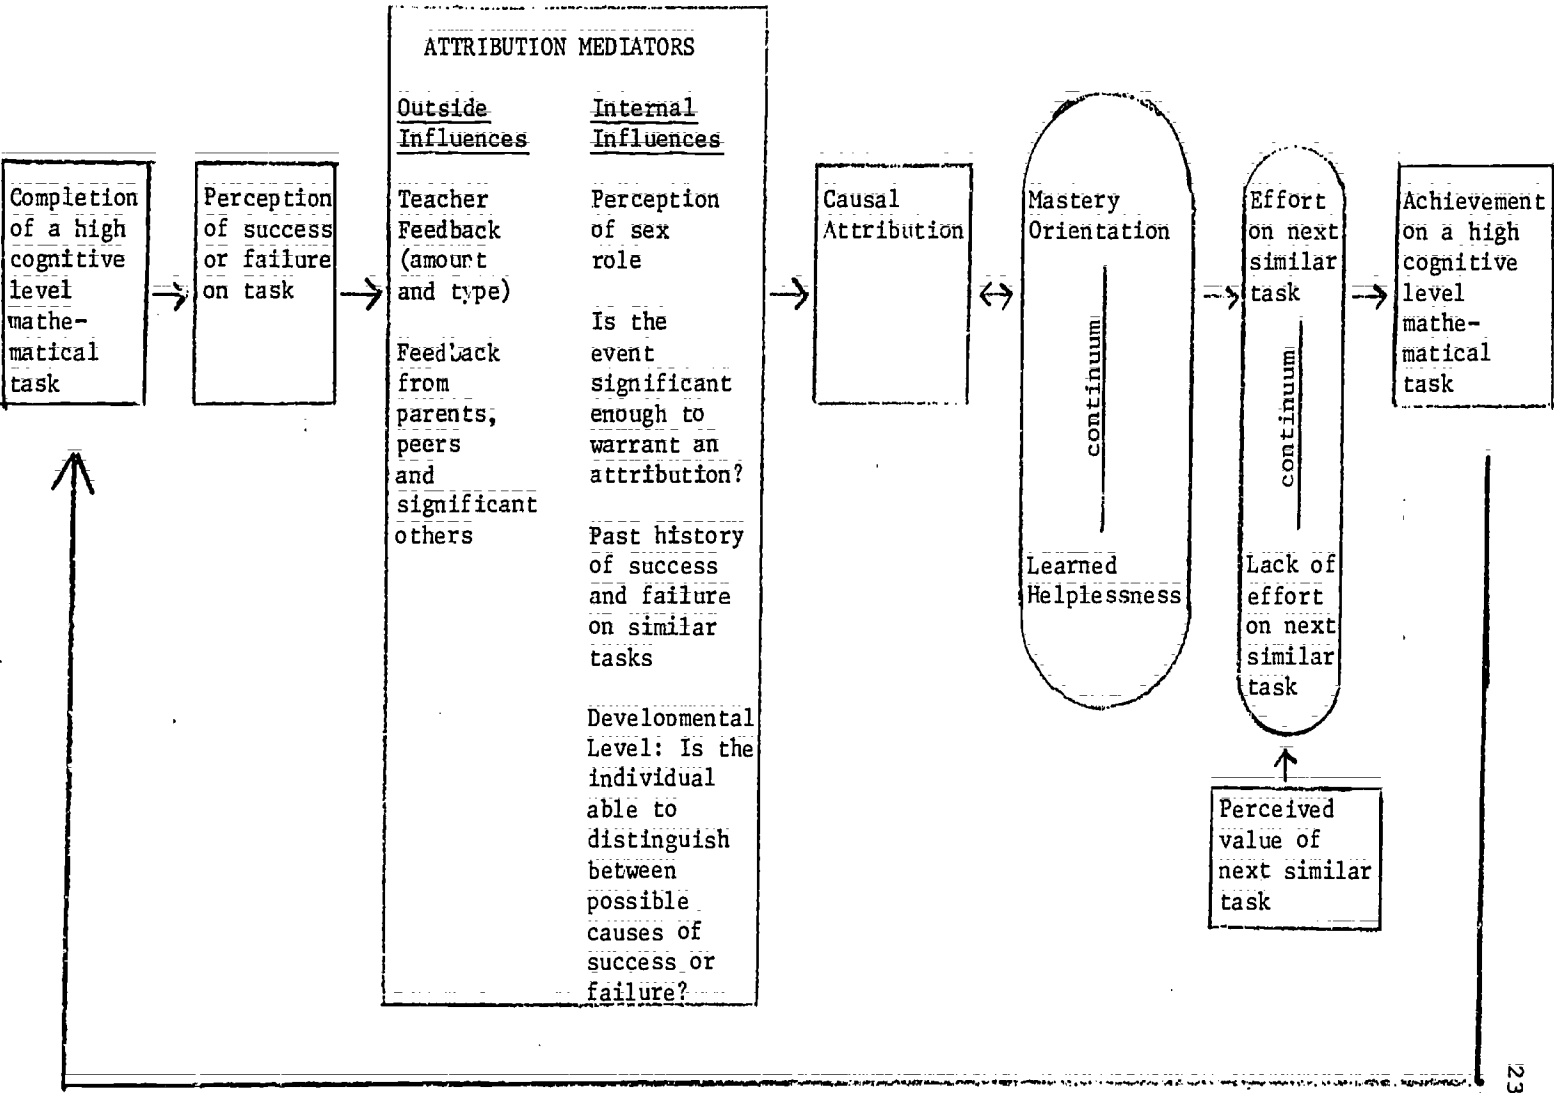 ATTRIBUTION MEDIATORS
Completion
of a high
cognitive
level
mathe-
matical
task
Perception
of success
or failure
on task
Outside
Influences
Teacher
Feedback
(amount
and type)
Feedback
from
parents,
peers
and
significant
others
Internal
Influences
Perception
of sex
role
Is the
event
significant
enough to
warrant an
attribution?
Past history
of success
and failure
on similar
tasks
Developmental
Level: Is the
individual
able to
distinguish
between
possible
causes of
success or
failure?
Causal
Attribution
Mastery
Orientation
continuum
Learned
Helplessness
Effort
on next
similar
task
continuum
Lack of
effort
on next
similar
task
Perceived
value of
next similar
task
Achievement
on a high
cognitive
level
mathe-
matical
task
23